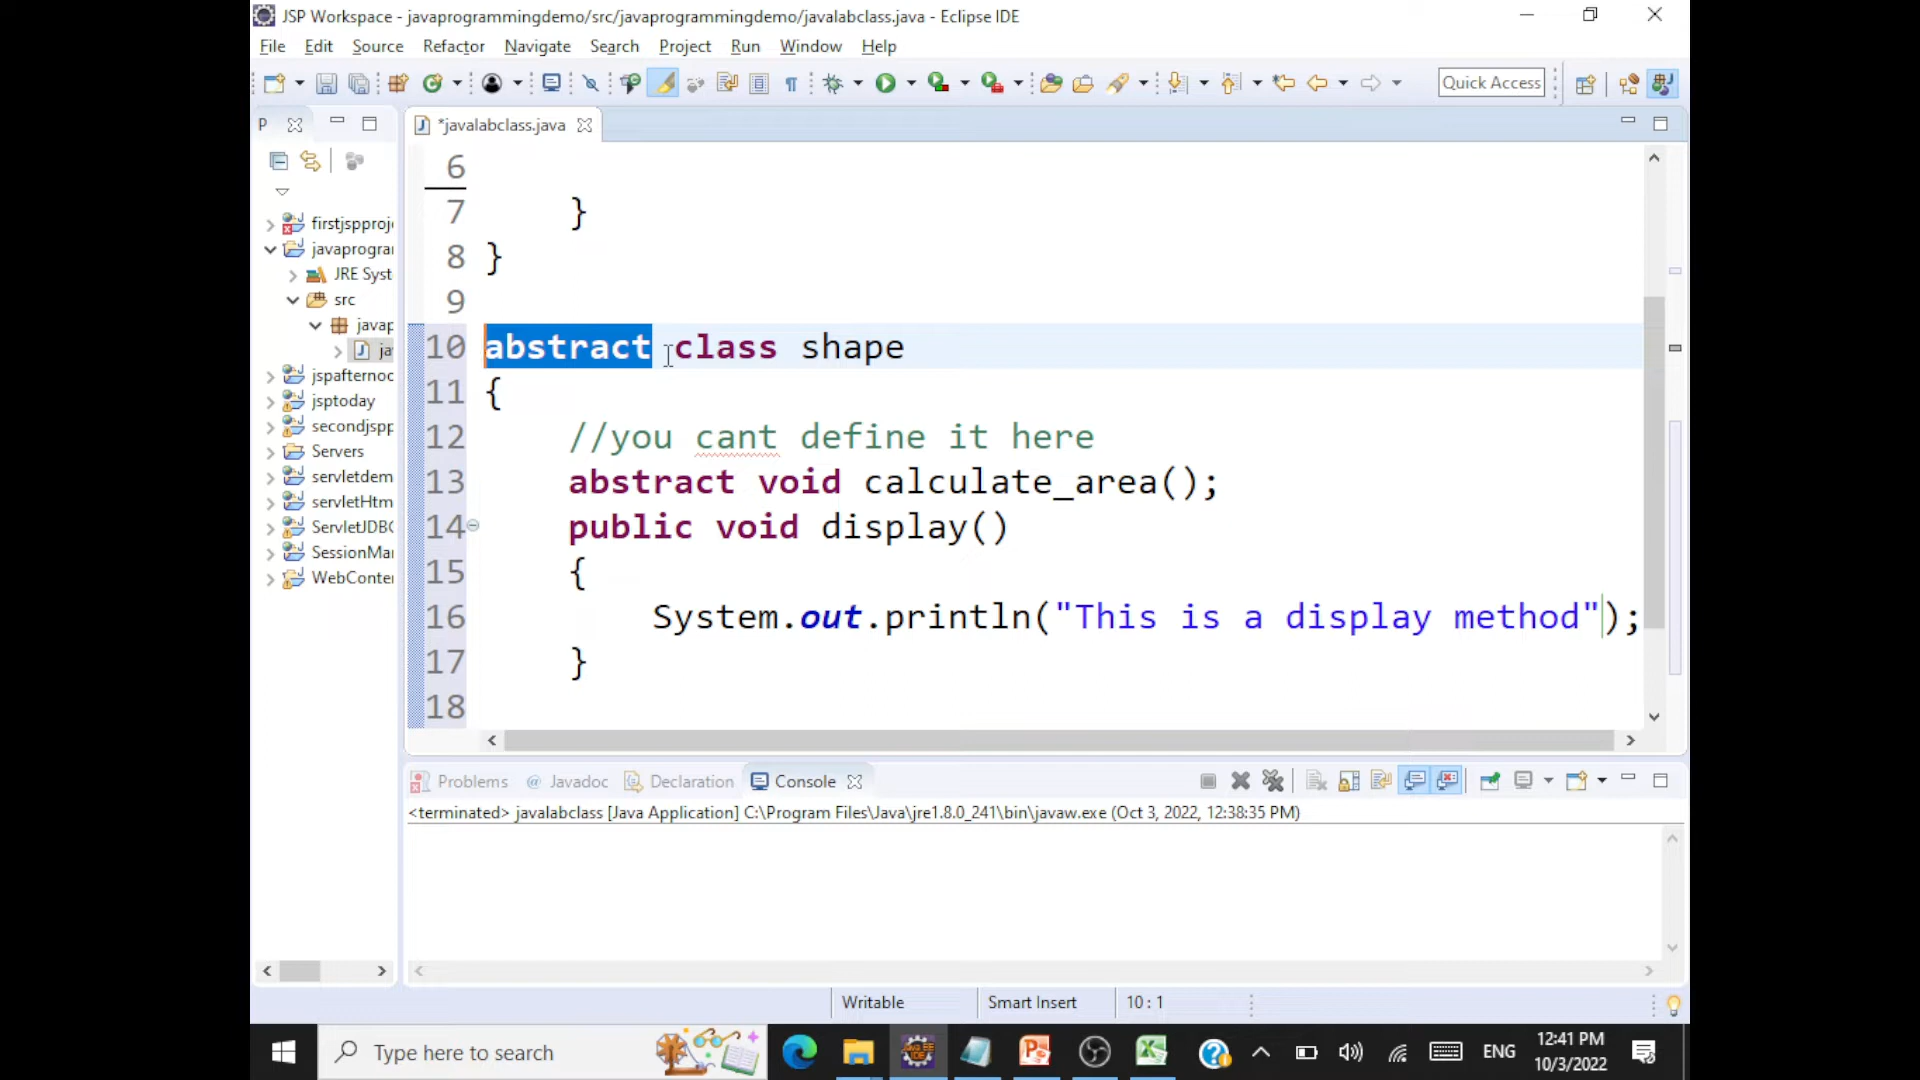 JSP Workspace - javaprogrammingdemo/src/javaprogrammingdemo/javalabclass.java - Eclipse IDE
File Edit Source Refactor Navigate Search Project Run Window Help
Quick Access
P
*javalabclass.java
firstjspproje
javaprogra
JRE Syst
src
javap
ja
jspafternoc
jsptoday
secondjspp
Servers
servletdem
servletHtm
ServletJDBC
SessionMar
WebConter
6
7 }
8 }
9
10 abstract class shape
11 {
12 //you cant define it here
13 abstract void calculate_area();
14 public void display()
15 {
16 System.out.println("This is a display method");
17 }
18
Problems @ Javadoc Declaration Console
<terminated> javalabclass [Java Application] C:\Program Files\Java\jre1.8.0_241\bin\javaw.exe (Oct 3, 2022, 12:38:35 PM)
Writable Smart Insert 10 : 1
Type here to search
ENG
12:41 PM
10/3/2022